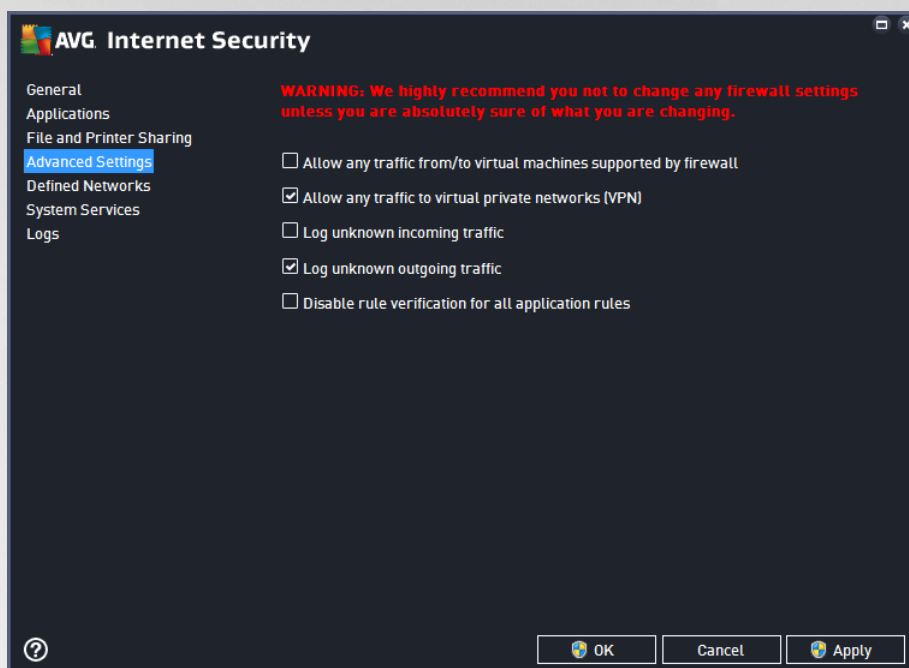 AVG. Internet Security
General
Applications
File and Printer Sharing
Advanced Settings
Defined Networks
System Services
Logs
WARNING: We highly recommend you not to change any firewall settings
unless you are absolutely sure of what you are changing.
Allow any traffic from/to virtual machines supported by firewall
Allow any traffic to virtual private networks (VPN)
Log unknown incoming traffic
Log unknown outgoing traffic
Disable rule verification for all application rules
?
OK
Cancel
Apply